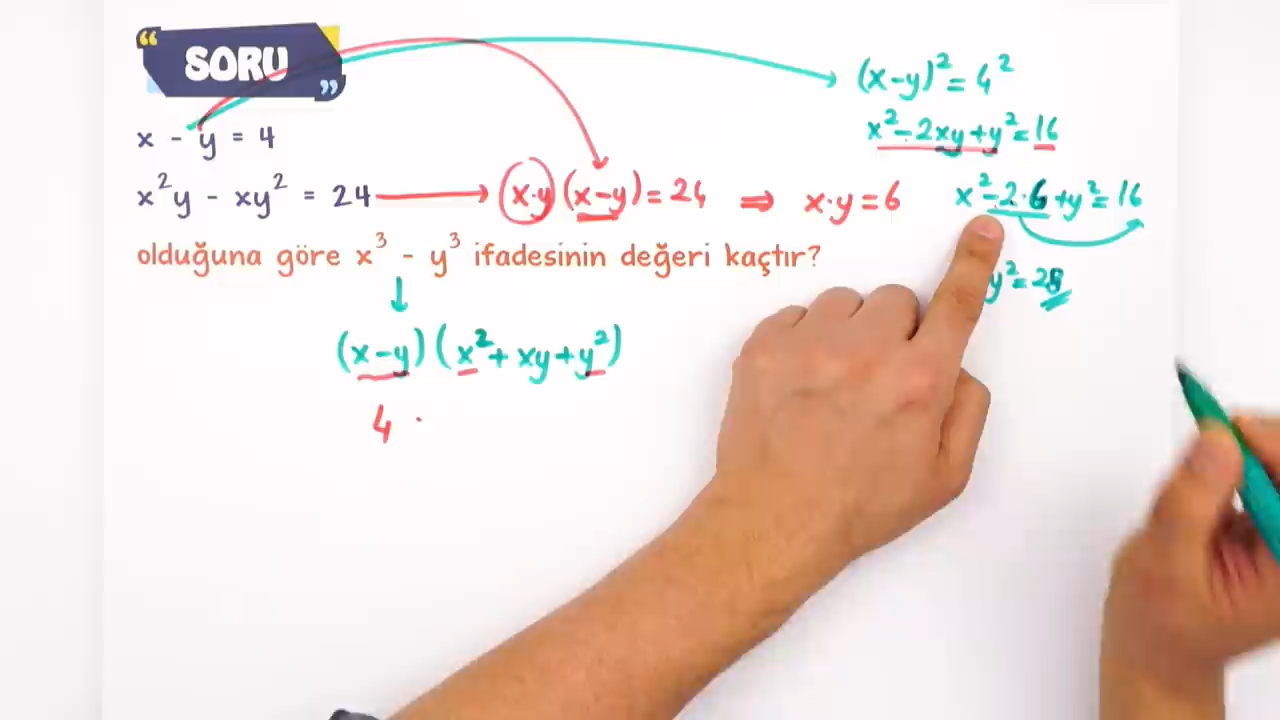 “ SORU ”
x - y = 4
x²y - xy² = 24
x·y (x-y) = 24 ⇒ x·y = 6
olduğuna göre x³ - y³ ifadesinin değeri kaçtır?
(x-y) (x² + xy + y²)
4 ·
(x-y)² = 4²
x² - 2xy + y² = 16
x² - 2·6 + y² = 16
y² = 28